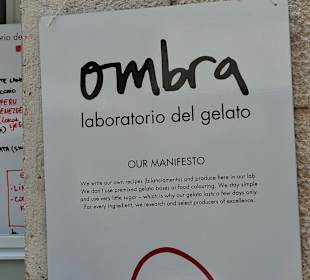 ombra
laboratorio del gelato
OUR MANIFESTO
We write our own recipes (bilanciamento) and produce here in our lab.
We don't use premixed gelato bases or food colouring. We stay simple
and use very little sugar – which is why our gelato lasts a few days only.
For every ingredient, we research and select producers of excellence.